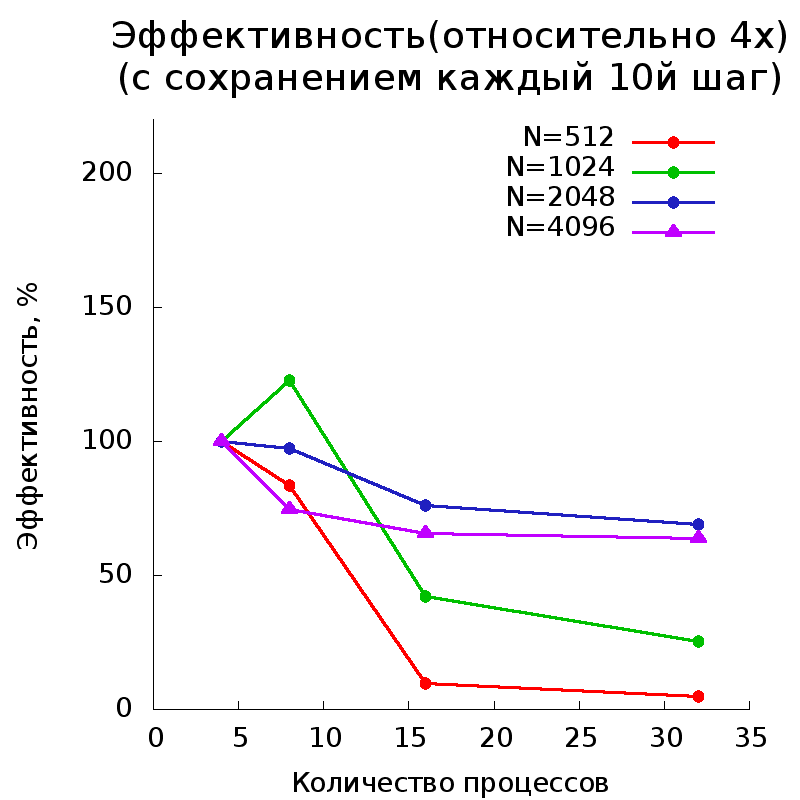 Эффективность(относительно 4x)
(с сохранением каждый 10й шаг)
N=512
N=1024
N=2048
N=4096
200
150
100
50
0
Эффективность, %
0 5 10 15 20 25 30 35
Количество процессов